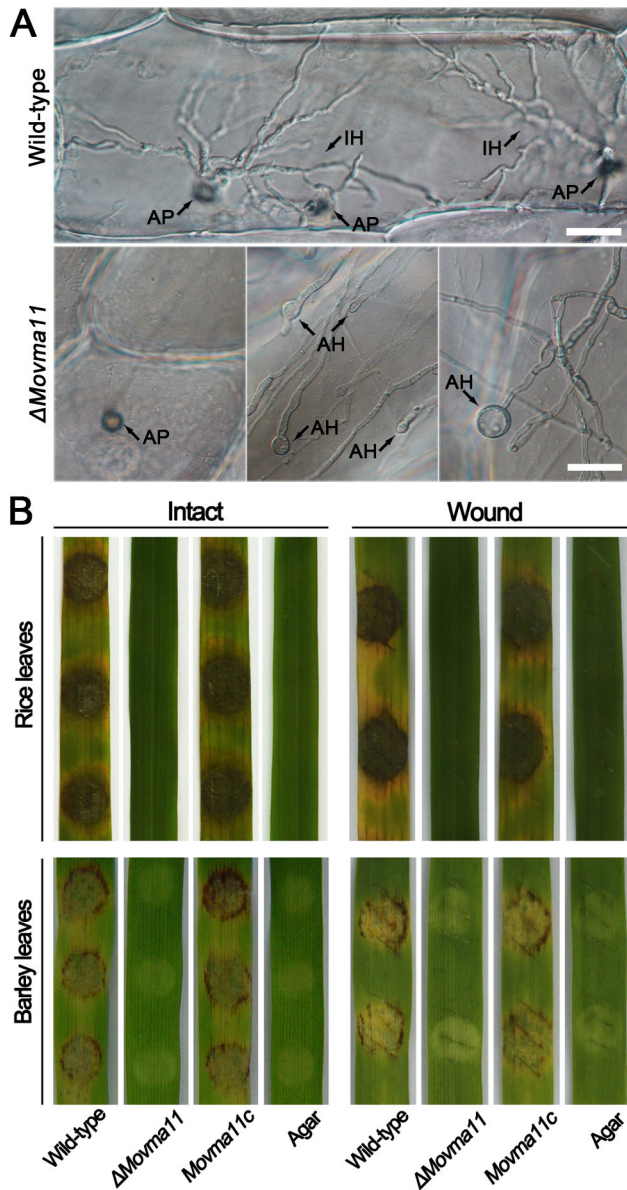 A
Wild-type
IH
IH
AP
AP
AP
ΔMovma11
AP
AH
AH
AH
AH
B
Intact
Wound
Rice leaves
Barley leaves
Wild-type
ΔMovma11
Movma11c
Agar
Wild-type
ΔMovma11
Movma11c
Agar